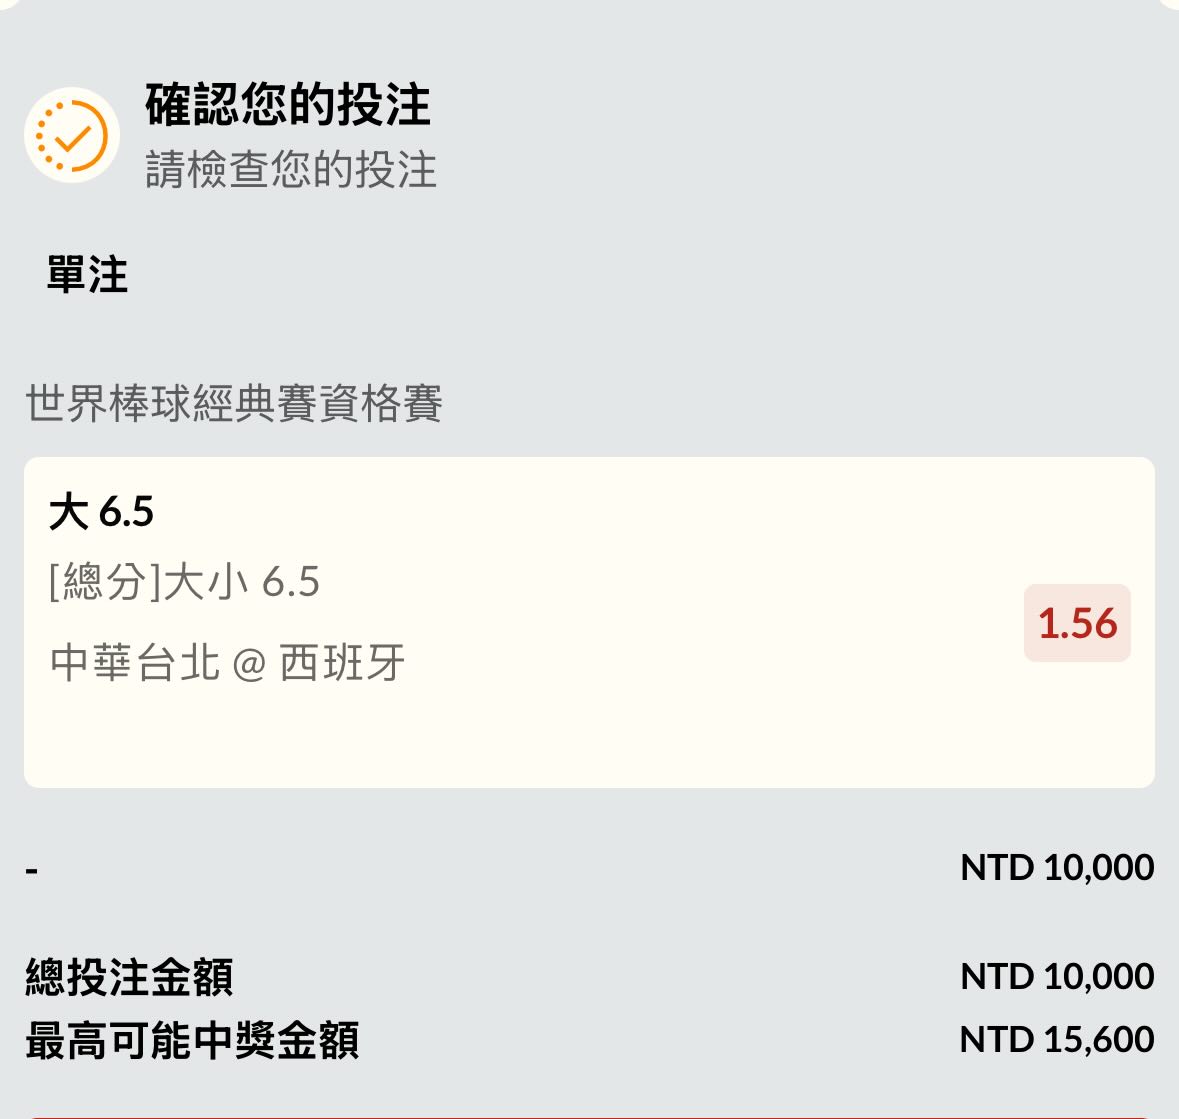 確認您的投注
請檢查您的投注
單注
世界棒球經典賽資格賽
大 6.5
[總分]大小 6.5
1.56
中華台北 @ 西班牙
- NTD 10,000
總投注金額 NTD 10,000
最高可能中獎金額 NTD 15,600